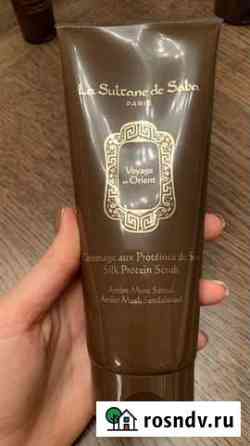 La Sultane de Saba
PARIS
Voyage
en Orient
Gommage aux Protéines de Soie
Silk Protein Scrub
Ambre Musc Santal
Amber Musk Sandalwood
rosndv.ru